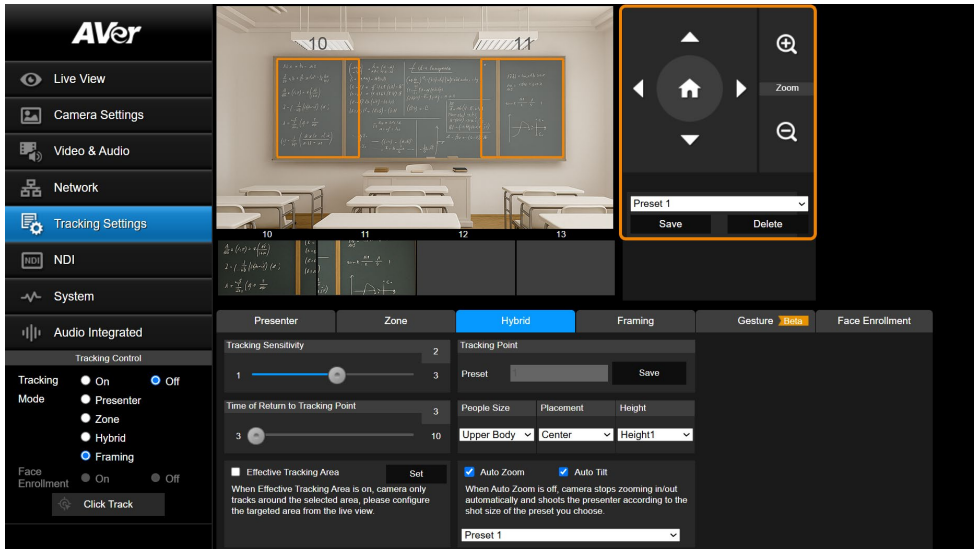 AVer
Live View
Camera Settings
Video & Audio
Network
Tracking Settings
NDI NDI
System
Audio Integrated
Tracking Control
Tracking On Off
Mode Presenter
Zone
Hybrid
Framing
Face
Enrollment On Off
Click Track
10 11
10 11 12 13
Zoom
Preset 1
Save Delete
Presenter Zone Hybrid Framing Gesture Beta Face Enrollment
Tracking Sensitivity 2
1 3
Tracking Point
Preset 1 Save
Time of Return to Tracking Point 3
3 10
People Size Placement Height
Upper Body Center Height1
Effective Tracking Area Set
When Effective Tracking Area is on, camera only
tracks around the selected area, please configure
the targeted area from the live view.
Auto Zoom Auto Tilt
When Auto Zoom is off, camera stops zooming in/out
automatically and shoots the presenter according to the
shot size of the preset you choose.
Preset 1